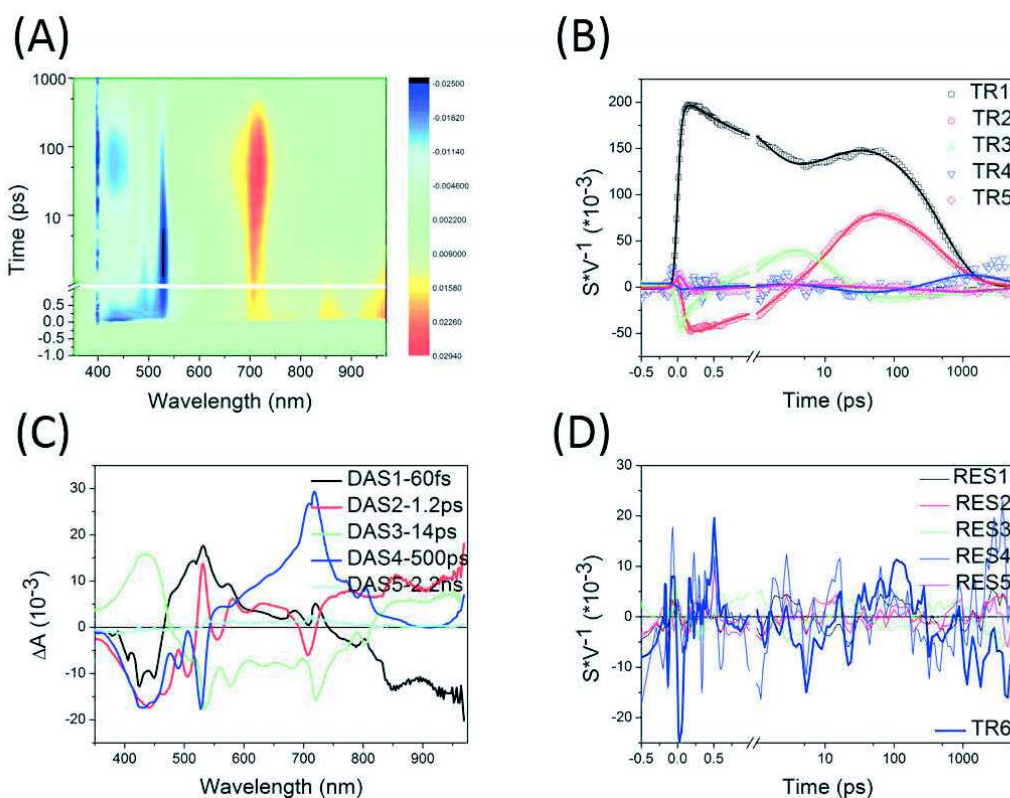 (A)
1000
100
10
0.5
0.0
-0.5
-1.0
Time (ps)
400 500 600 700 800 900
Wavelength (nm)
-0.02500
-0.01820
-0.01140
-0.004600
0.002200
0.009000
0.01580
0.02260
0.02940
(B)
200
150
100
50
0
-50
S*V-1 (*10-3)
TR1
TR2
TR3
TR4
TR5
-0.5 0.0 0.5 10 1000
Time (ps)
(C)
30
20
10
0
-10
-20
ΔA (10-3)
DAS1-60fs
DAS2-1.2ps
DAS3-14ps
DAS4-500ps
DAS5-2.2ns
400 500 600 700 800 900
Wavelength (nm)
(D)
30
20
10
0
-10
-20
S*V-1 (*10-3)
RES1
RES2
RES3
RES4
RES5
TR6
-0.5 0.0 0.5 10 100 1000
Time (ps)